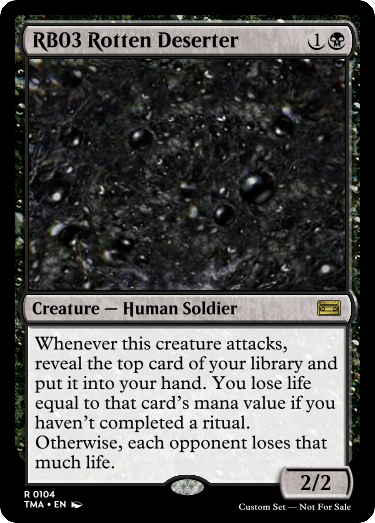 RB03 Rotten Deserter 1
Creature — Human Soldier
Whenever this creature attacks,
reveal the top card of your library and
put it into your hand. You lose life
equal to that card's mana value if you
haven't completed a ritual.
Otherwise, each opponent loses that
much life.
2/2
R 0104
TMA • EN
Custom Set — Not For Sale